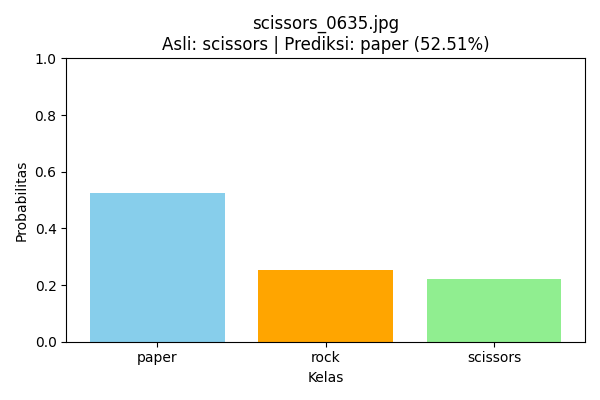 scissors_0635.jpg
Asli: scissors | Prediksi: paper (52.51%)
1.0
0.8
0.6
0.4
0.2
0.0
Probabilitas
paper rock scissors
Kelas